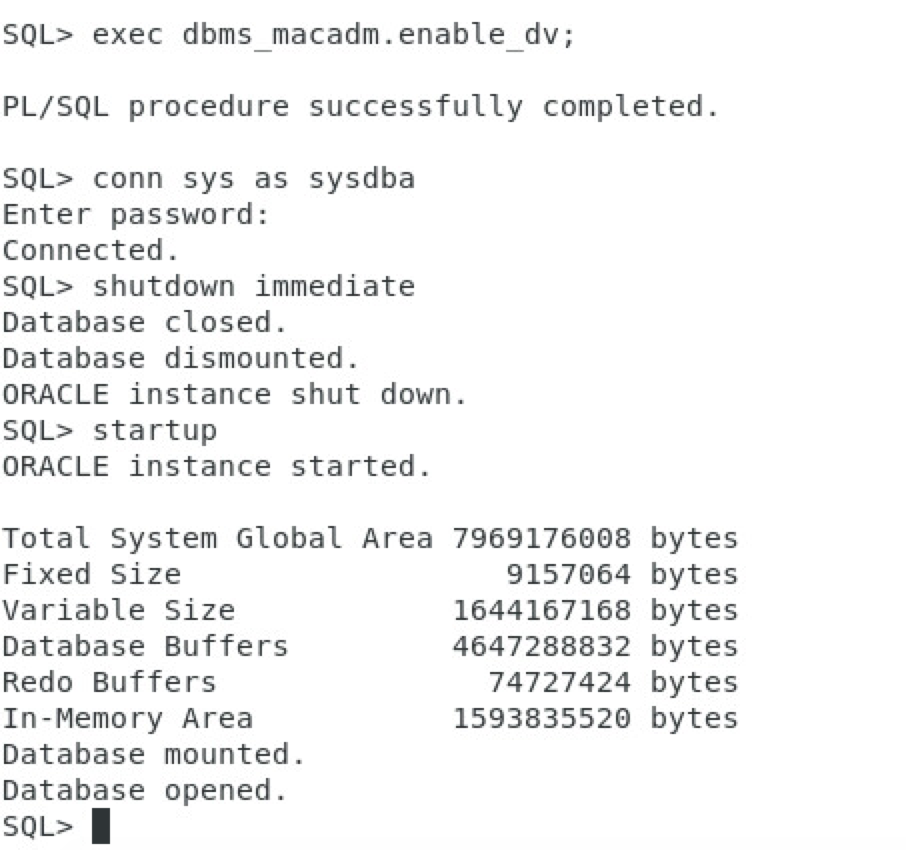 SQL> exec dbms_macadm.enable_dv;
PL/SQL procedure successfully completed.
SQL> conn sys as sysdba
Enter password:
Connected.
SQL> shutdown immediate
Database closed.
Database dismounted.
ORACLE instance shut down.
SQL> startup
ORACLE instance started.
Total System Global Area 7969176008 bytes
Fixed Size                  9157064 bytes
Variable Size            1644167168 bytes
Database Buffers         4647288832 bytes
Redo Buffers               74727424 bytes
In-Memory Area           1593835520 bytes
Database mounted.
Database opened.
SQL>